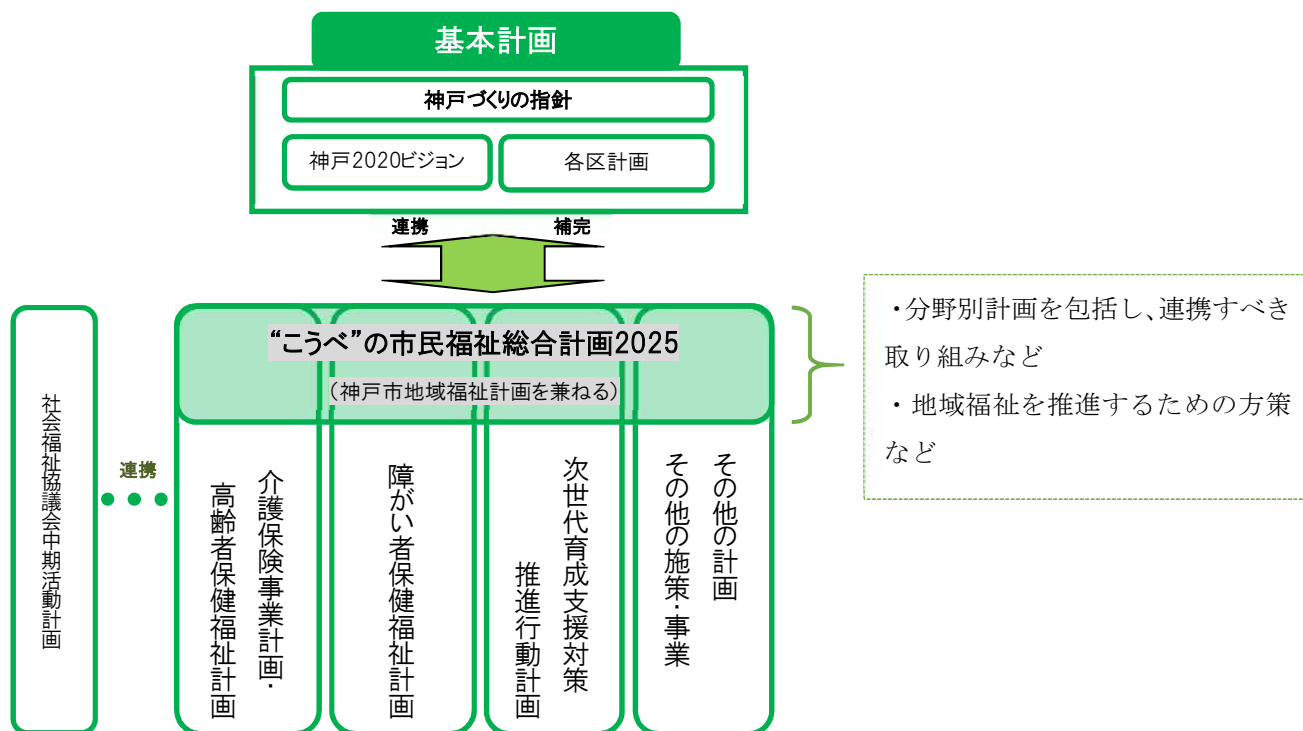 基本計画
神戸づくりの指針
神戸2020ビジョン
各区計画
連携
補完
“こうべ”の市民福祉総合計画2025
（神戸市地域福祉計画を兼ねる）
・分野別計画を包括し、連携すべき
取り組みなど
・地域福祉を推進するための方策
など
社会福祉協議会中期活動計画
連携
介護保険事業計画・
高齢者保健福祉計画
障がい者保健福祉計画
次世代育成支援対策
推進行動計画
その他の計画
その他の施策・事業